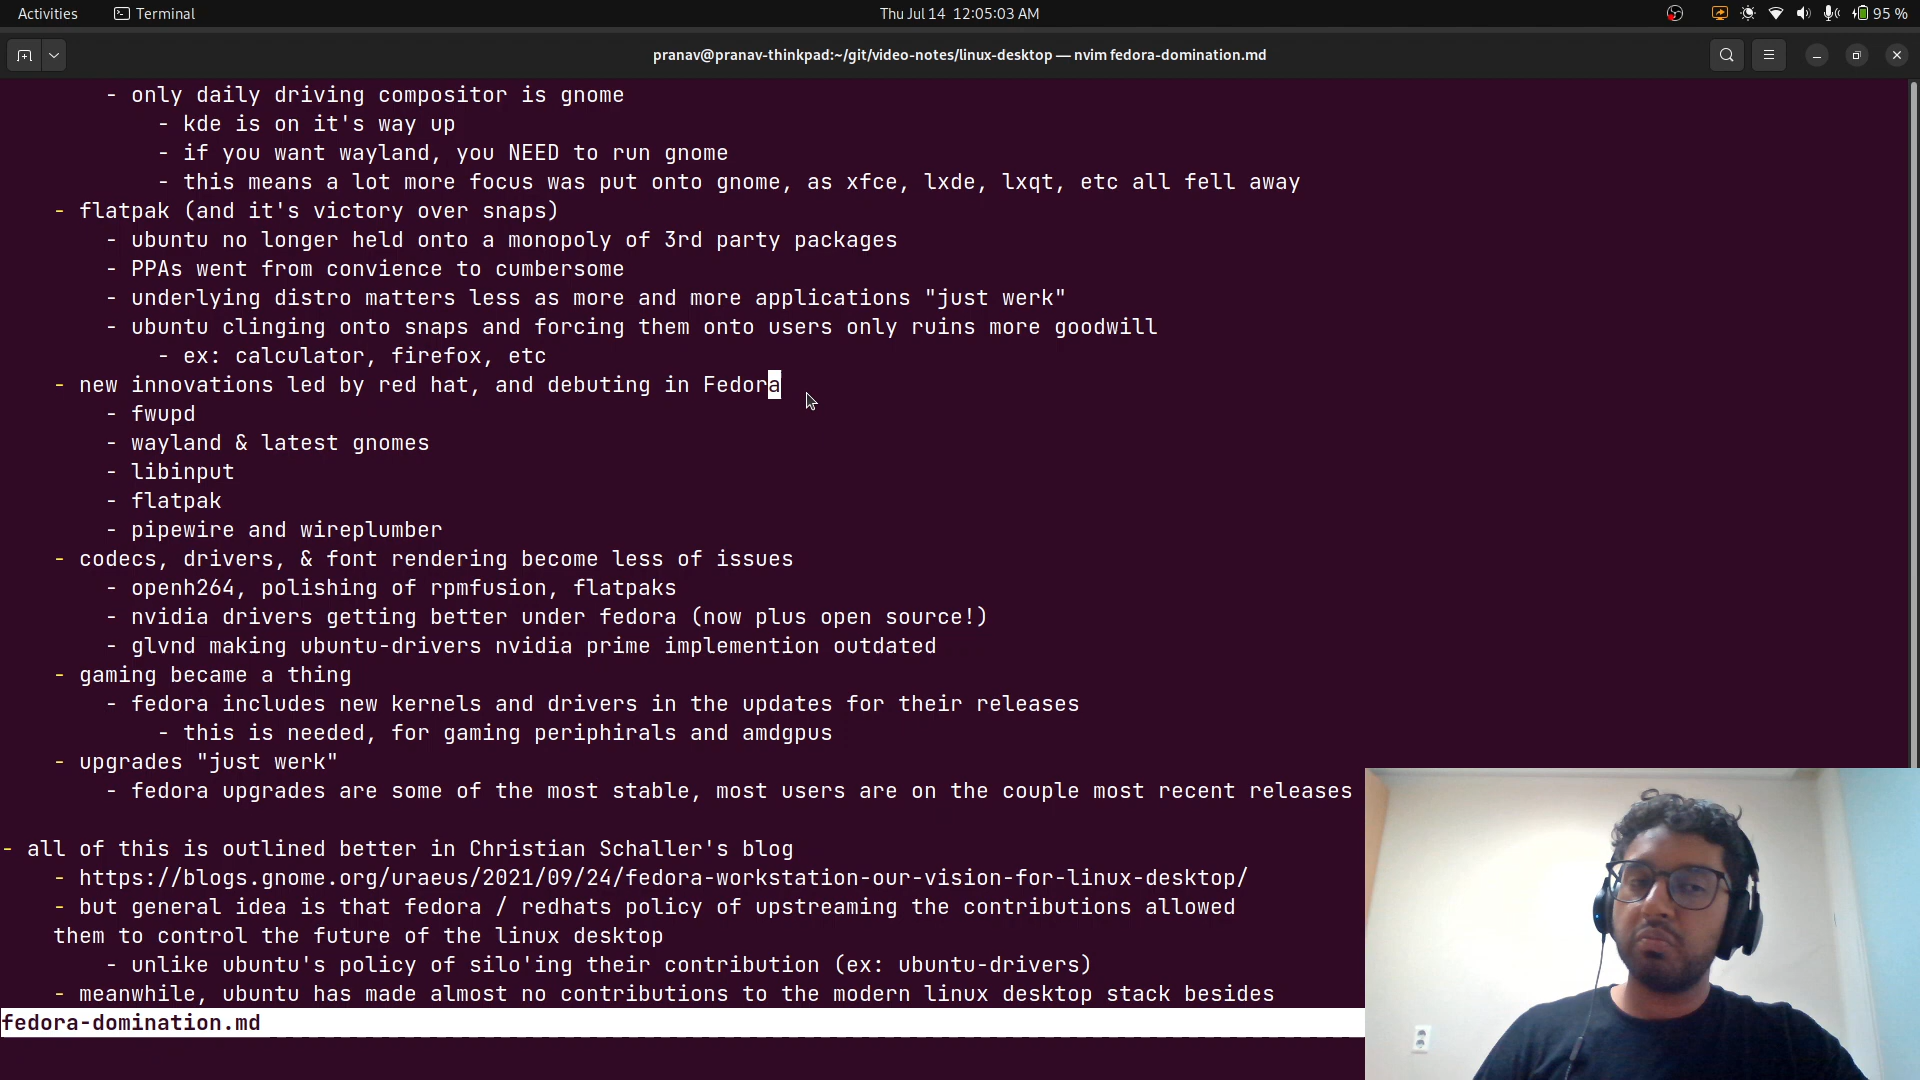 Activities
Terminal
Thu Jul 14 12:05:03 AM
95 %
pranav@pranav-thinkpad:~/git/video-notes/linux-desktop — nvim fedora-domination.md
- only daily driving compositor is gnome
- kde is on it's way up
- if you want wayland, you NEED to run gnome
- this means a lot more focus was put onto gnome, as xfce, lxde, lxqt, etc all fell away
- flatpak (and it's victory over snaps)
- ubuntu no longer held onto a monopoly of 3rd party packages
- PPAs went from convience to cumbersome
- underlying distro matters less as more and more applications "just werk"
- ubuntu clinging onto snaps and forcing them onto users only ruins more goodwill
- ex: calculator, firefox, etc
- new innovations led by red hat, and debuting in Fedora
- fwupd
- wayland & latest gnomes
- libinput
- flatpak
- pipewire and wireplumber
- codecs, drivers, & font rendering become less of issues
- openh264, polishing of rpmfusion, flatpaks
- nvidia drivers getting better under fedora (now plus open source!)
- glvnd making ubuntu-drivers nvidia prime implemention outdated
- gaming became a thing
- fedora includes new kernels and drivers in the updates for their releases
- this is needed, for gaming periphirals and amdgpus
- upgrades "just werk"
- fedora upgrades are some of the most stable, most users are on the couple most recent releases
- all of this is outlined better in Christian Schaller's blog
- https://blogs.gnome.org/uraeus/2021/09/24/fedora-workstation-our-vision-for-linux-desktop/
- but general idea is that fedora / redhats policy of upstreaming the contributions allowed
them to control the future of the linux desktop
- unlike ubuntu's policy of silo'ing their contribution (ex: ubuntu-drivers)
- meanwhile, ubuntu has made almost no contributions to the modern linux desktop stack besides
fedora-domination.md